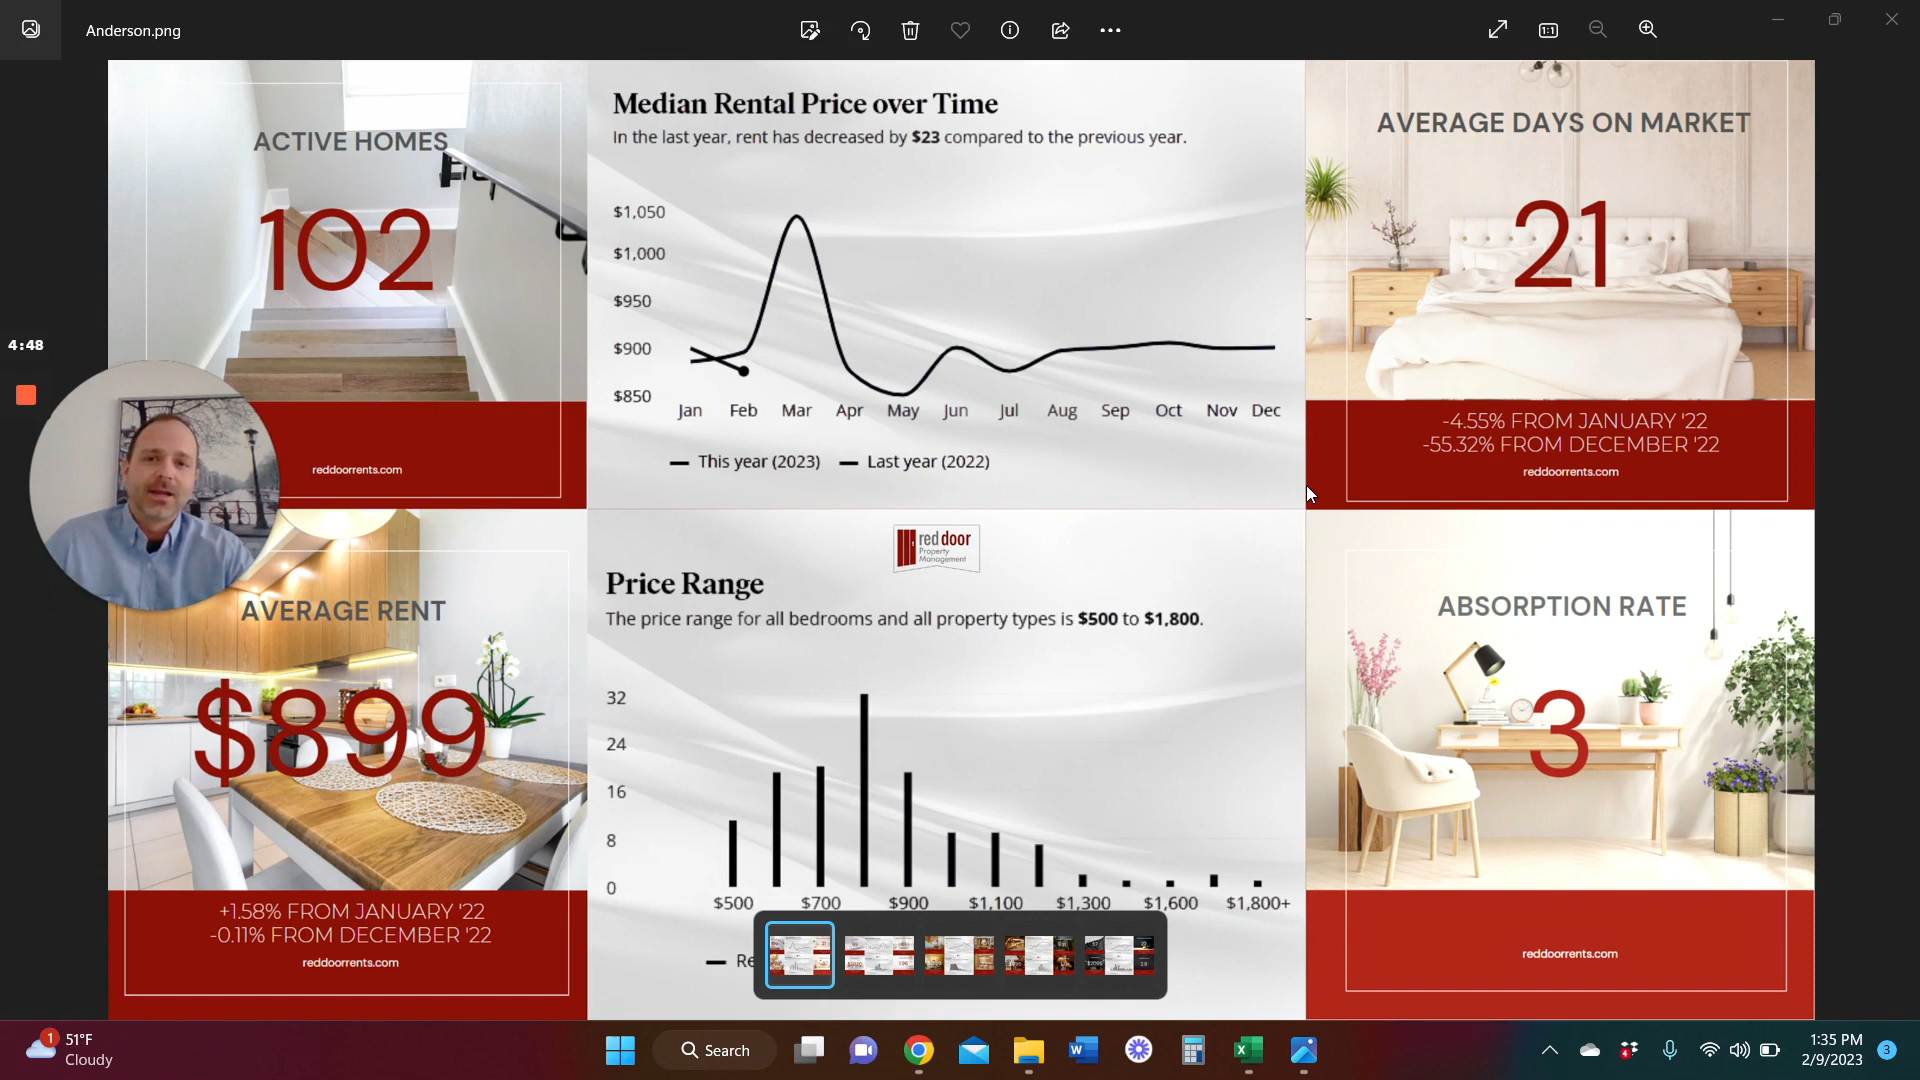 Anderson.png
ACTIVE HOMES
102
reddoorrents.com
Median Rental Price over Time
In the last year, rent has decreased by $23 compared to the previous year.
$1,050
$1,000
$950
$900
$850
Jan Feb Mar Apr May Jun Jul Aug Sep Oct Nov Dec
This year (2023) Last year (2022)
AVERAGE DAYS ON MARKET
21
-4.55% FROM JANUARY '22
-55.32% FROM DECEMBER '22
reddoorrents.com
4:48
AVERAGE RENT
$899
+1.58% FROM JANUARY '22
-0.11% FROM DECEMBER '22
reddoorrents.com
red door
Property
Management
Price Range
The price range for all bedrooms and all property types is $500 to $1,800.
32
24
16
8
0
$500 $700 $900 $1,100 $1,300 $1,600 $1,800+
Re
ABSORPTION RATE
3
reddoorrents.com
1
51°F
Cloudy
Search
1:35 PM
2/9/2023
3